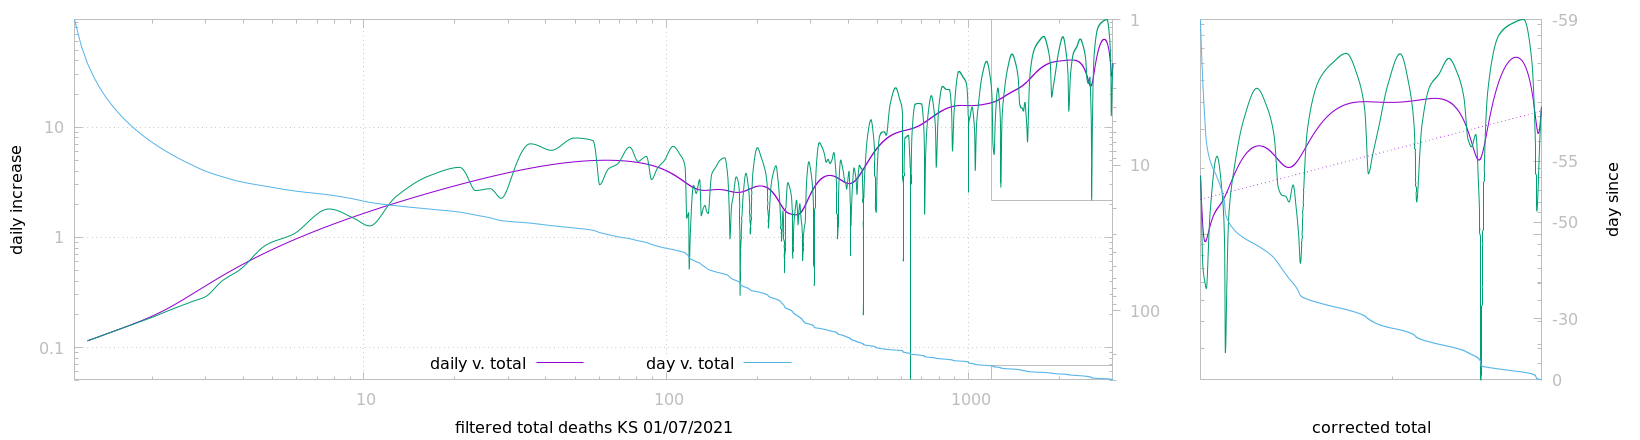 daily increase
10
1
0.1
1
10
100
daily v. total
day v. total
10
100
1000
filtered total deaths KS 01/07/2021
-59
-55
-50
-30
0
day since
corrected total